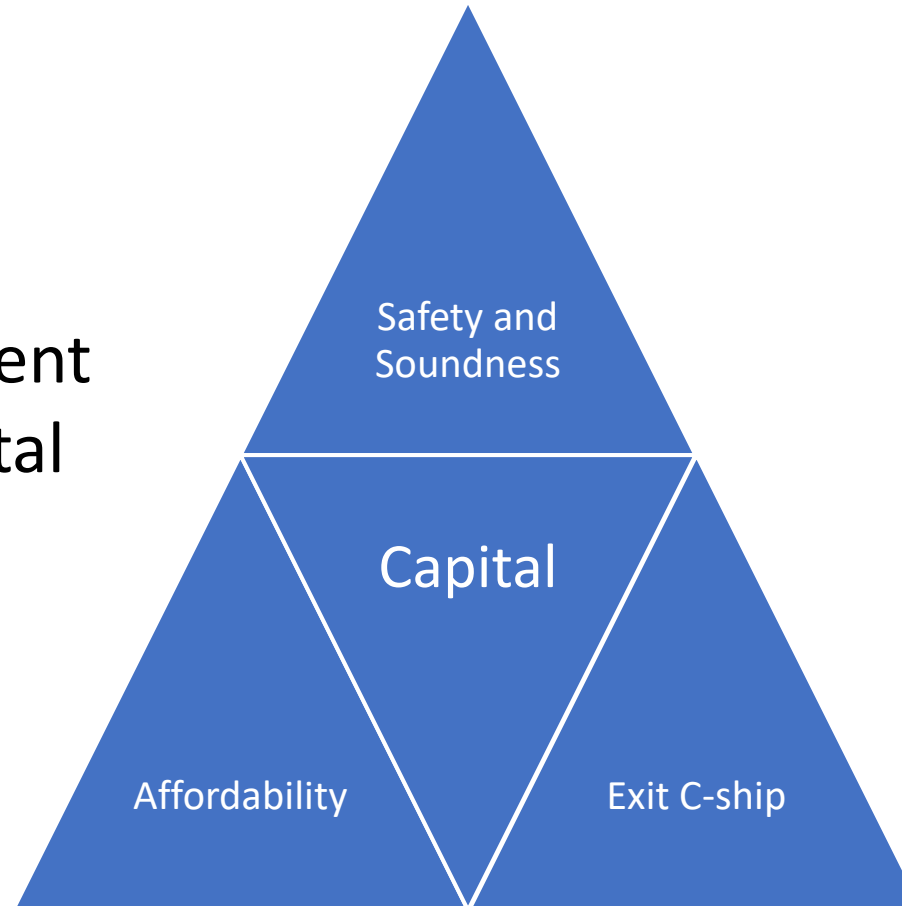 Safety and
Soundness
ent
tal
Capital
Affordability
Exit C-ship